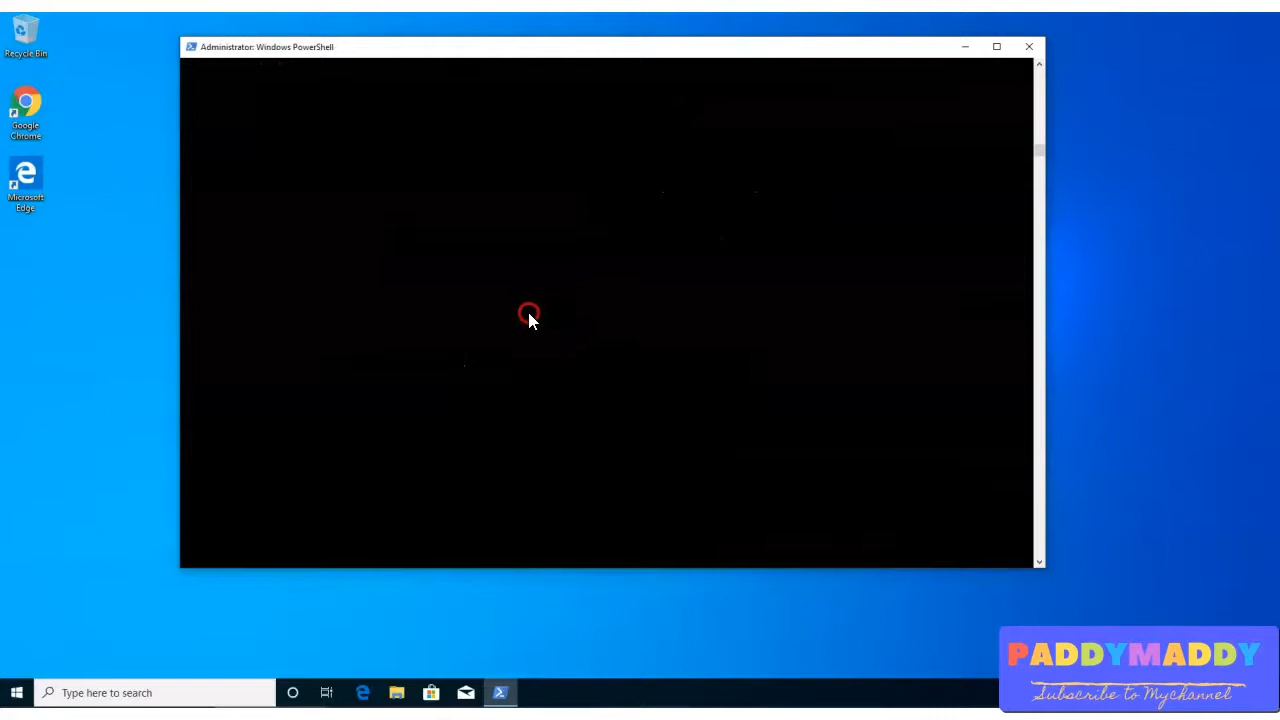 Administrator: Windows PowerShell
Recycle Bin
Google
Chrome
Microsoft
Edge
Type here to search
PADDYMADDY
Subscribe to Mychannel